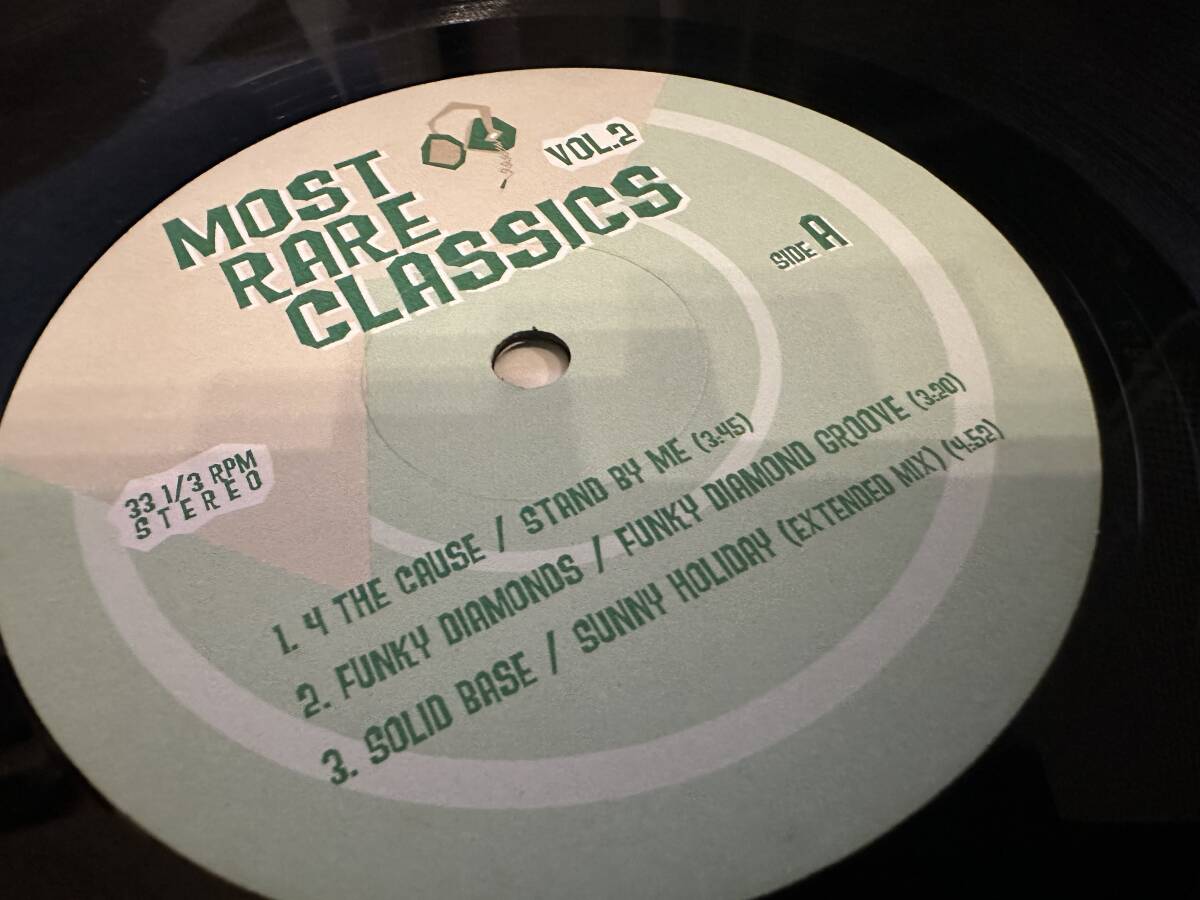 MOST
RARE
CLASSICS
VOL.2
SIDE A
33 1/3 RPM
STEREO
1. 4 THE CAUSE / STAND BY ME (3:45)
2. FUNKY DIAMONDS / FUNKY DIAMOND GROOVE (3:20)
3. SOLID BASE / SUNNY HOLIDAY (EXTENDED MIX) (4:52)